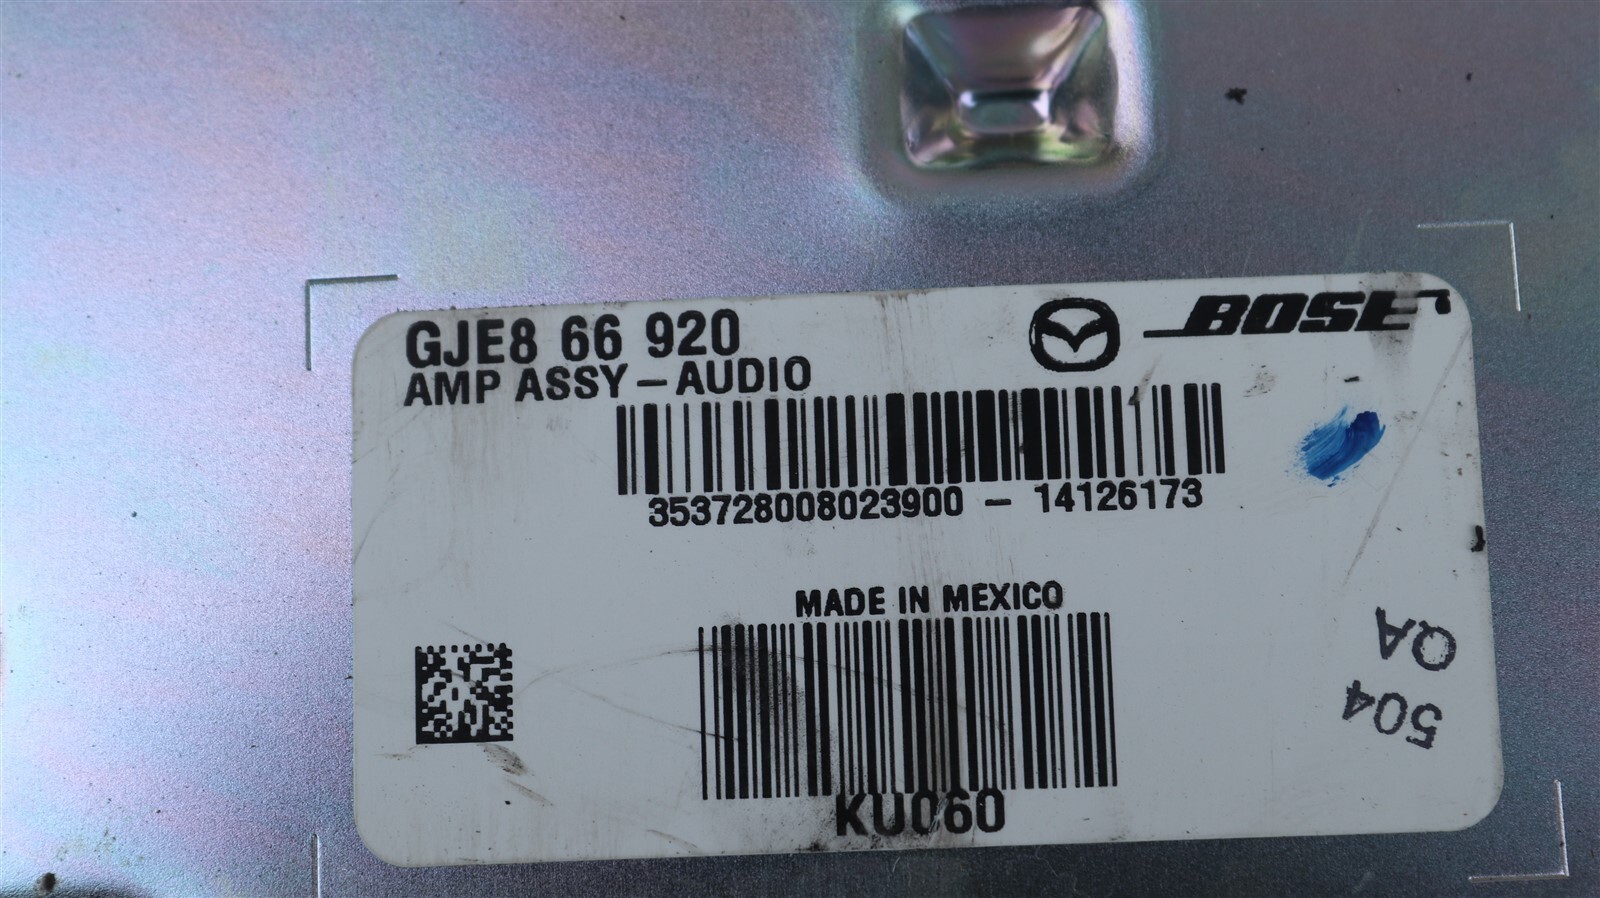 GJE8 66 920
BOSE
AMP ASSY - AUDIO
353728008023900 - 14126173
MADE IN MEXICO
KU060
504
QA